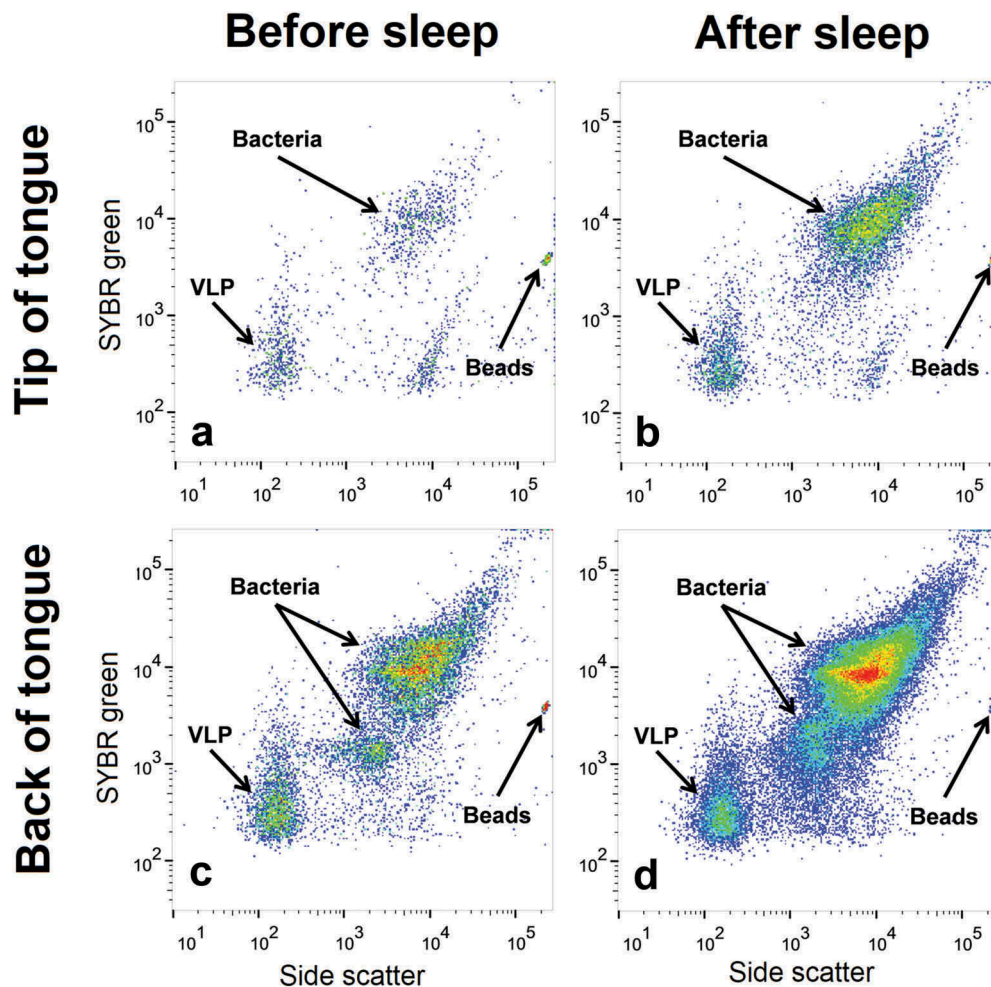 Before sleep
After sleep
Tip of tongue
SYBR green
10⁵
10⁴
10³
10²
Bacteria
VLP
Beads
a
10¹ 10² 10³ 10⁴ 10⁵
10⁵
10⁴
10³
10²
Bacteria
VLP
Beads
b
10¹ 10² 10³ 10⁴ 10⁵
Back of tongue
SYBR green
10⁵
10⁴
10³
10²
Bacteria
VLP
Beads
c
10¹ 10² 10³ 10⁴ 10⁵
Side scatter
10⁵
10⁴
10³
10²
Bacteria
VLP
Beads
d
10¹ 10² 10³ 10⁴ 10⁵
Side scatter